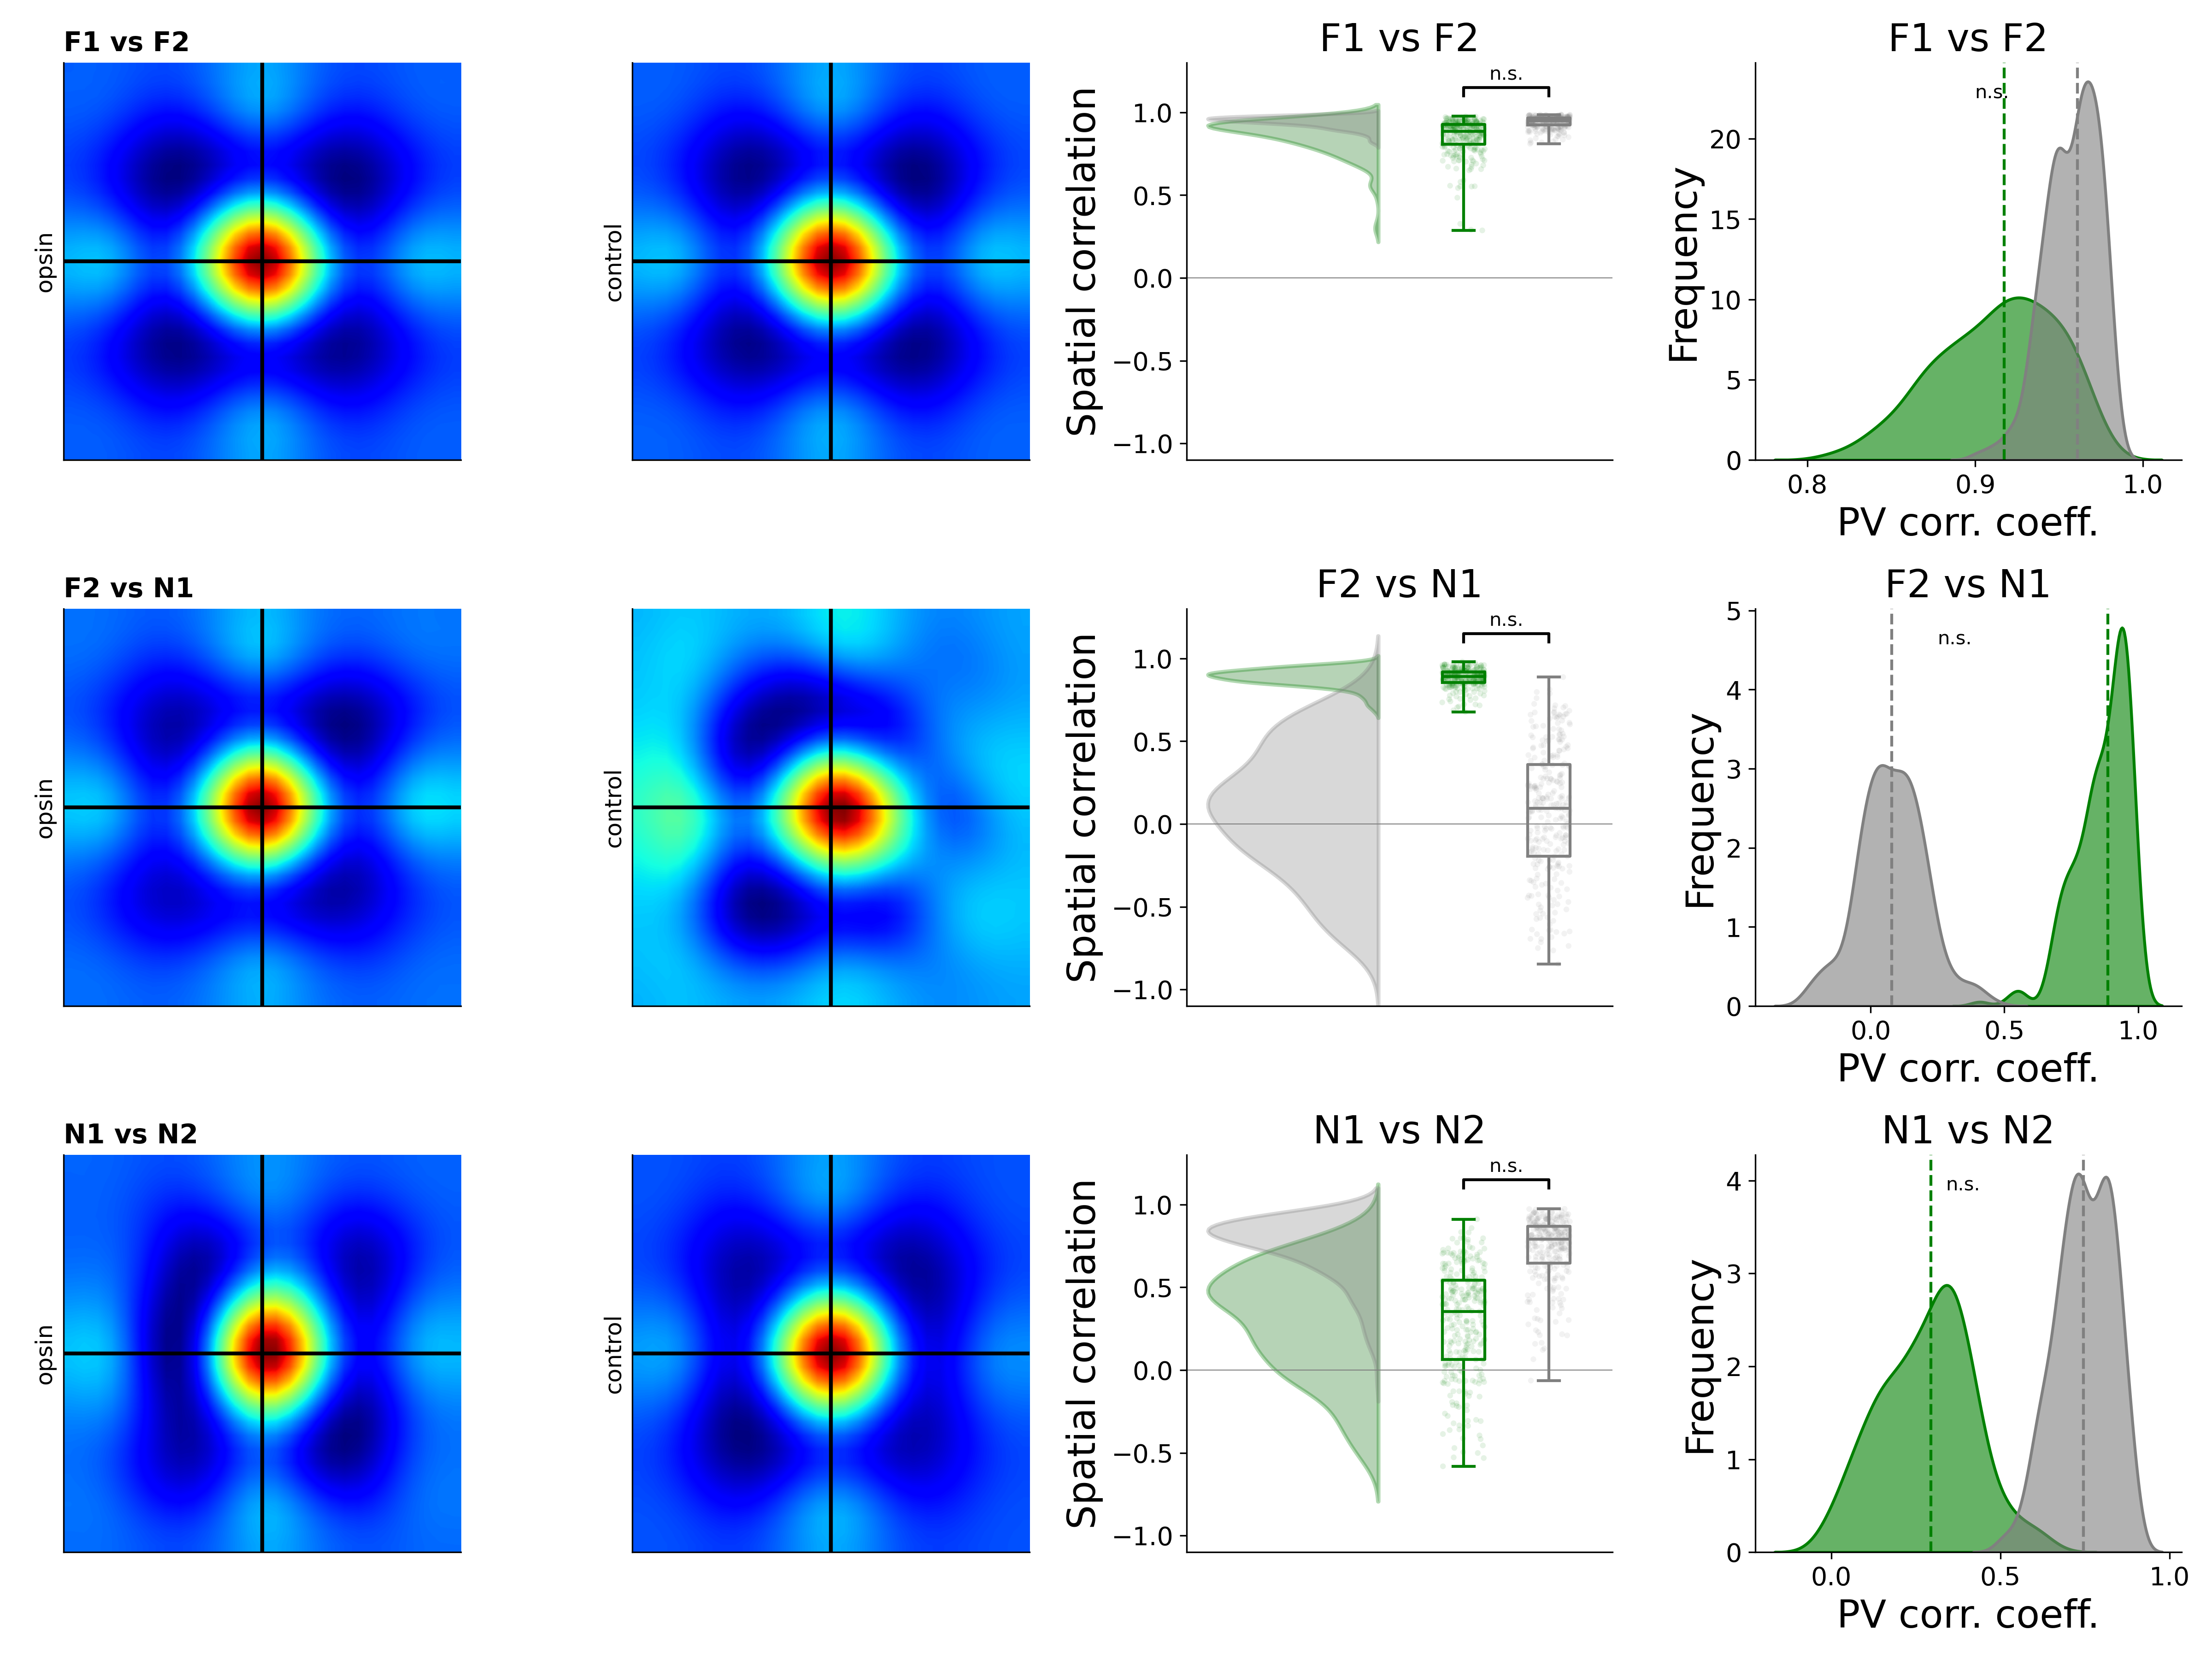 F1 vs F2
opsin
control
F1 vs F2
Spatial correlation
1.0
0.5
0.0
−0.5
−1.0
n.s.
F1 vs F2
Frequency
20
15
10
5
0
n.s.
0.8 0.9 1.0
PV corr. coeff.
F2 vs N1
opsin
control
F2 vs N1
Spatial correlation
1.0
0.5
0.0
−0.5
−1.0
n.s.
F2 vs N1
Frequency
5
4
3
2
1
0
n.s.
0.0 0.5 1.0
PV corr. coeff.
N1 vs N2
opsin
control
N1 vs N2
Spatial correlation
1.0
0.5
0.0
−0.5
−1.0
n.s.
N1 vs N2
Frequency
4
3
2
1
0
n.s.
0.0 0.5 1.0
PV corr. coeff.